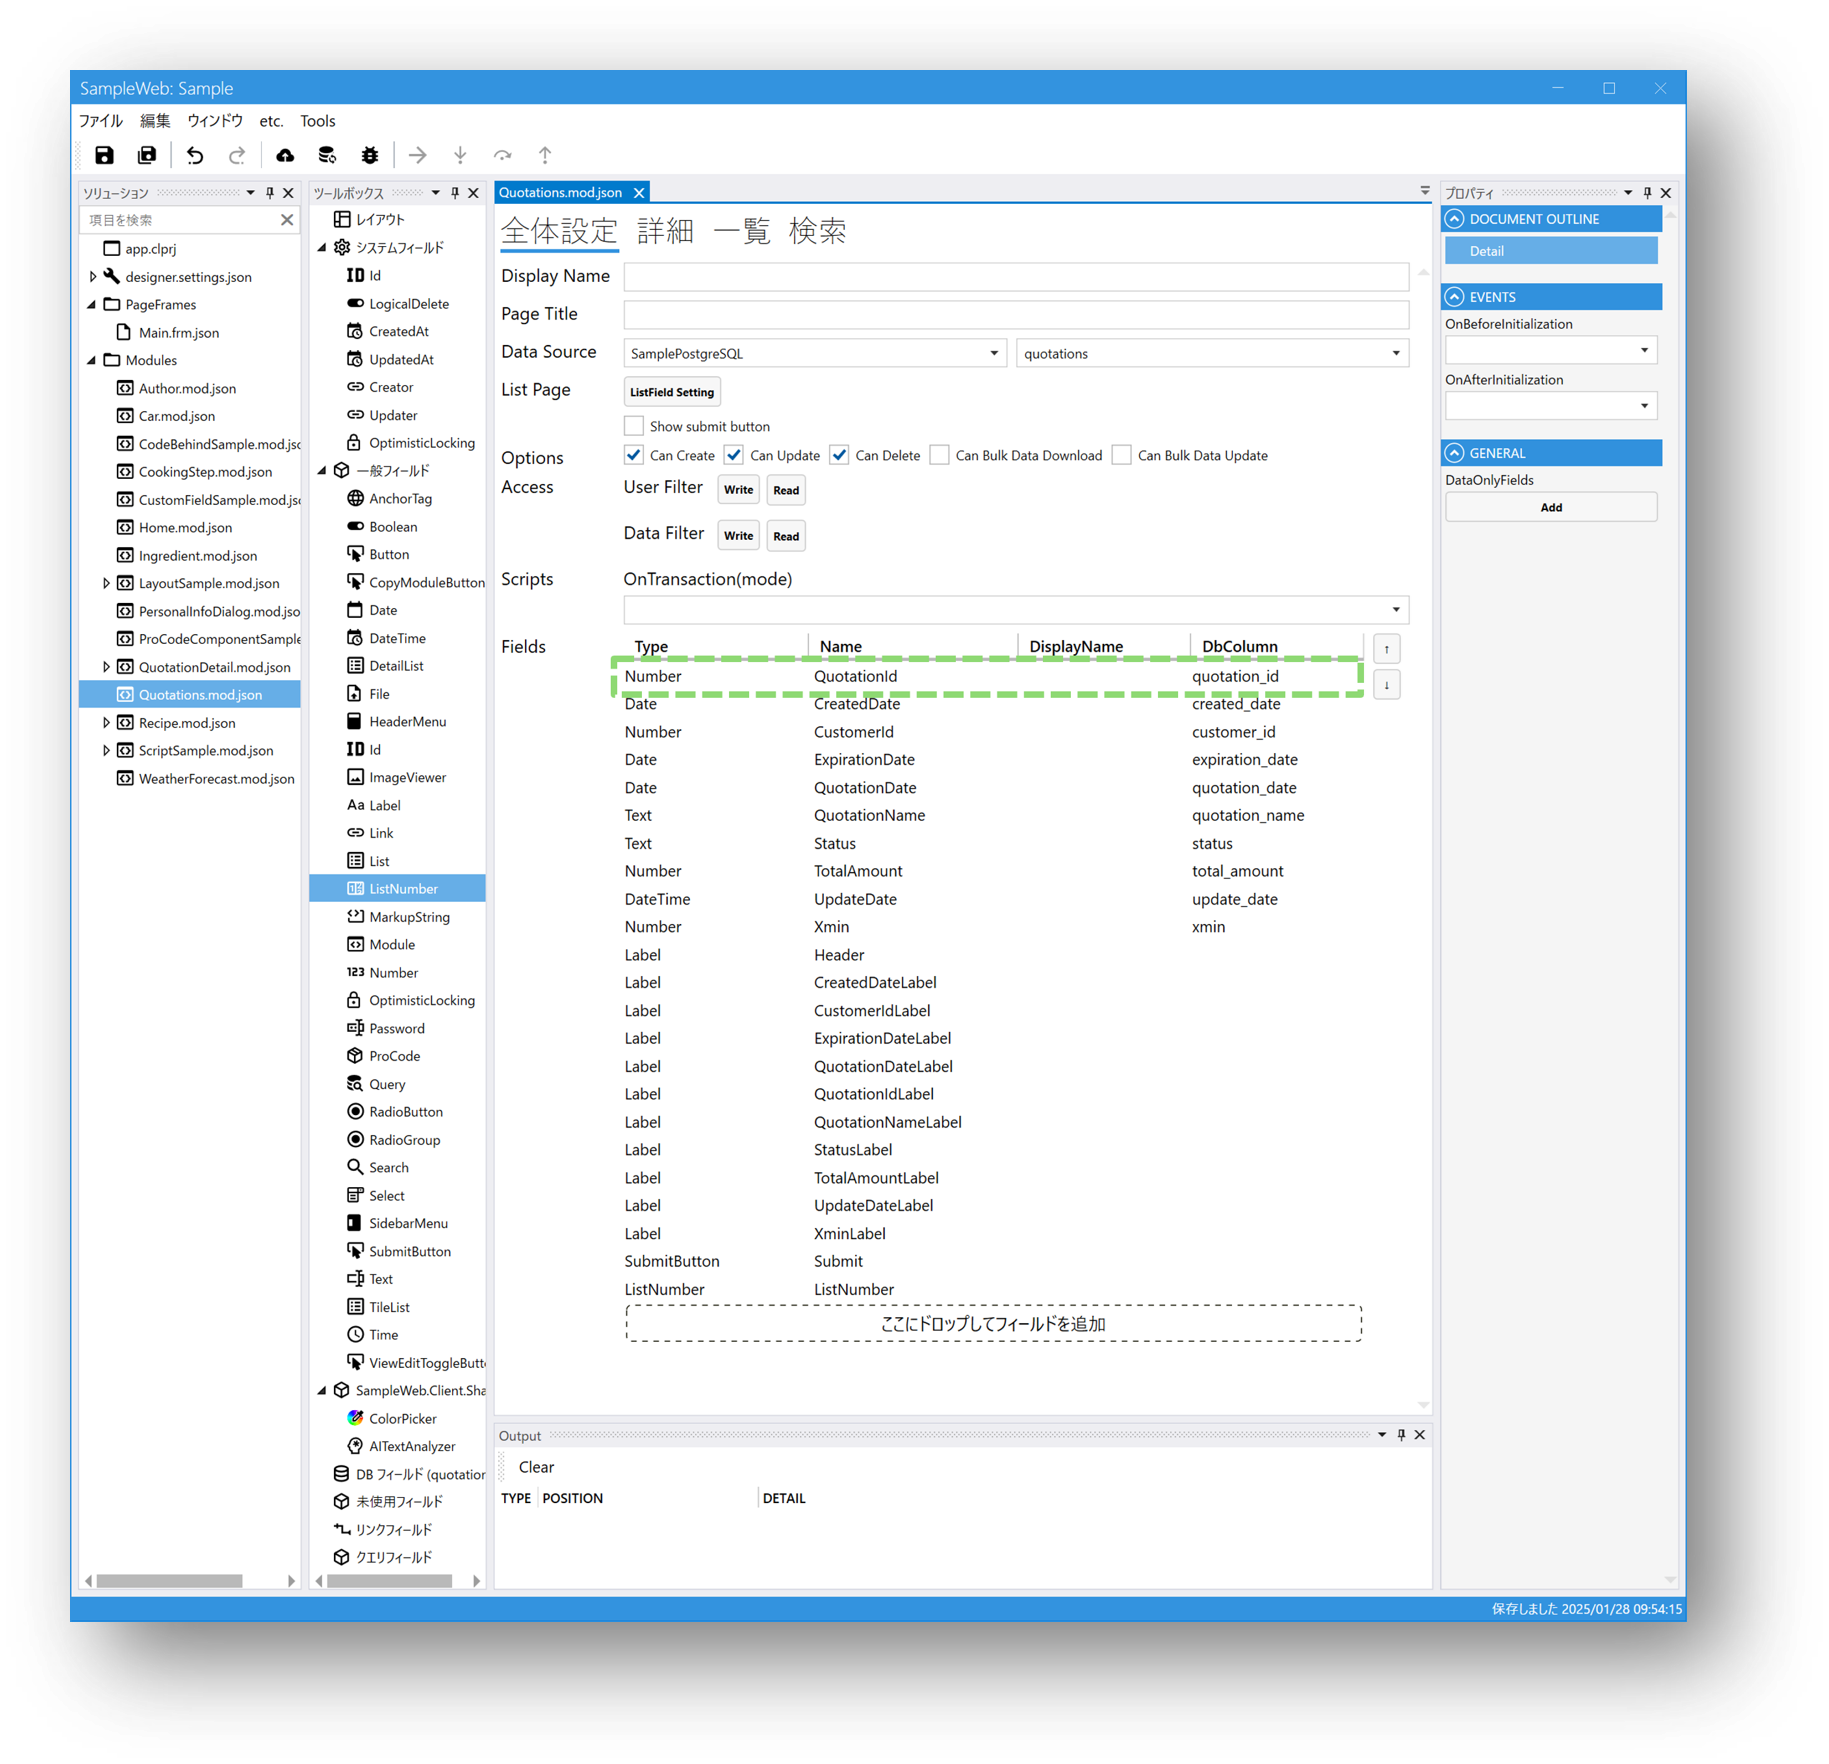 SampleWeb: Sample
ファイル 編集 ウィンドウ etc. Tools
ソリューション
項目を検索
app.clprj
designer.settings.json
PageFrames
Main.frm.json
Modules
Author.mod.json
Car.mod.json
CodeBehindSample.mod.jsc
CookingStep.mod.json
CustomFieldSample.mod.jsc
Home.mod.json
Ingredient.mod.json
LayoutSample.mod.json
PersonalInfoDialog.mod.jso
ProCodeComponentSample
QuotationDetail.mod.json
Quotations.mod.json
Recipe.mod.json
ScriptSample.mod.json
WeatherForecast.mod.json
ツールボックス
レイアウト
システムフィールド
ID Id
LogicalDelete
CreatedAt
UpdatedAt
Creator
Updater
OptimisticLocking
一般フィールド
AnchorTag
Boolean
Button
CopyModuleButton
Date
DateTime
DetailList
File
HeaderMenu
ID Id
ImageViewer
Aa Label
Link
List
ListNumber
MarkupString
Module
123 Number
OptimisticLocking
Password
ProCode
Query
RadioButton
RadioGroup
Search
Select
SidebarMenu
SubmitButton
Text
TileList
Time
ViewEditToggleButt
SampleWeb.Client.Sha
ColorPicker
AITextAnalyzer
DB フィールド (quotation
未使用フィールド
リンクフィールド
クエリフィールド
Quotations.mod.json
全体設定 詳細 一覧 検索
Display Name
Page Title
Data Source SamplePostgreSQL quotations
List Page ListField Setting
Show submit button
Options Can Create Can Update Can Delete Can Bulk Data Download Can Bulk Data Update
Access User Filter Write Read
Data Filter Write Read
Scripts OnTransaction(mode)
Fields Type Name DisplayName DbColumn ↑
Number QuotationId quotation_id ↓
Date CreatedDate created_date
Number CustomerId customer_id
Date ExpirationDate expiration_date
Date QuotationDate quotation_date
Text QuotationName quotation_name
Text Status status
Number TotalAmount total_amount
DateTime UpdateDate update_date
Number Xmin xmin
Label Header
Label CreatedDateLabel
Label CustomerIdLabel
Label ExpirationDateLabel
Label QuotationDateLabel
Label QuotationIdLabel
Label QuotationNameLabel
Label StatusLabel
Label TotalAmountLabel
Label UpdateDateLabel
Label XminLabel
SubmitButton Submit
ListNumber ListNumber
ここにドロップしてフィールドを追加
Output
Clear
TYPE POSITION DETAIL
プロパティ
DOCUMENT OUTLINE
Detail
EVENTS
OnBeforeInitialization
OnAfterInitialization
GENERAL
DataOnlyFields
Add
保存しました 2025/01/28 09:54:15